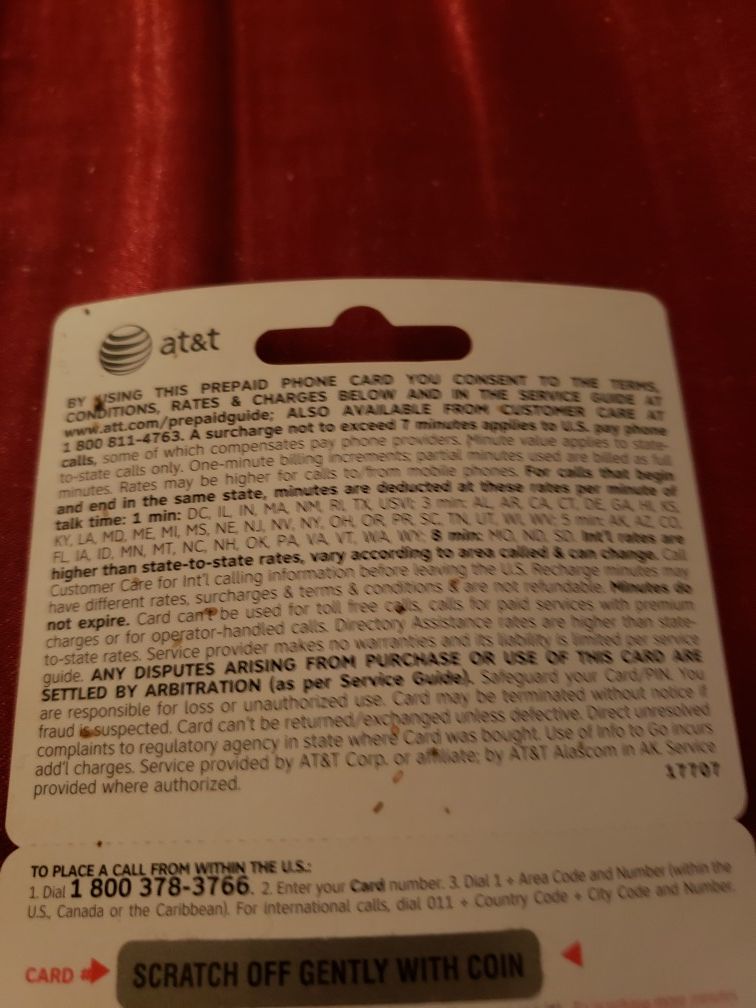 at&t
BY USING THIS PREPAID PHONE CARD YOU CONSENT TO THE TERMS,
CONDITIONS, RATES & CHARGES BELOW AND IN THE SERVICE GUIDE AT
www.att.com/prepaidguide; ALSO AVAILABLE FROM CUSTOMER CARE AT
1 800 811-4763. A surcharge not to exceed 7 minutes applies to U.S. pay phone
calls, some of which compensates pay phone providers. Minute value applies to state-
to-state calls only. One-minute billing increments; partial minutes used are billed as full
minutes. Rates may be higher for calls to/from mobile phones. For calls that begin
and end in the same state, minutes are deducted at these rates per minute of
talk time: 1 min: DC, IL, IN, MA, NM, RI, TX, USVI; 3 min: AL, AR, CA, CT, DE, GA, HI, KS,
KY, LA, MD, ME, MI, MS, NE, NJ, NV, NY, OH, OR, PR, SC, TN, UT, WI, WV; 5 min: AK, AZ, CO,
FL, IA, ID, MN, MT, NC, NH, OK, PA, VA, VT, WA, WY; 8 min: MO, ND, SD. Int'l rates are
higher than state-to-state rates, vary according to area called & can change. Call
Customer Care for Int'l calling information before leaving the U.S. Recharge minutes may
have different rates, surcharges & terms & conditions & are not refundable. Minutes do
not expire. Card can't be used for toll free calls, calls for paid services with premium
charges or for operator-handled calls. Directory Assistance rates are higher than state-
to-state rates. Service provider makes no warranties and its liability is limited per service
guide. ANY DISPUTES ARISING FROM PURCHASE OR USE OF THIS CARD ARE
SETTLED BY ARBITRATION (as per Service Guide). Safeguard your Card/PIN. You
are responsible for loss or unauthorized use. Card may be terminated without notice if
fraud is suspected. Card can't be returned/exchanged unless defective. Direct unresolved
complaints to regulatory agency in state where Card was bought. Use of Info to Go incurs
add'l charges. Service provided by AT&T Corp. or affiliate; by AT&T Alascom in AK. Service
provided where authorized.
17707
TO PLACE A CALL FROM WITHIN THE U.S.:
1. Dial 1 800 378-3766. 2. Enter your Card number. 3. Dial 1 + Area Code and Number (within the
U.S., Canada or the Caribbean). For international calls, dial 011 + Country Code + City Code and Number.
CARD #
SCRATCH OFF GENTLY WITH COIN